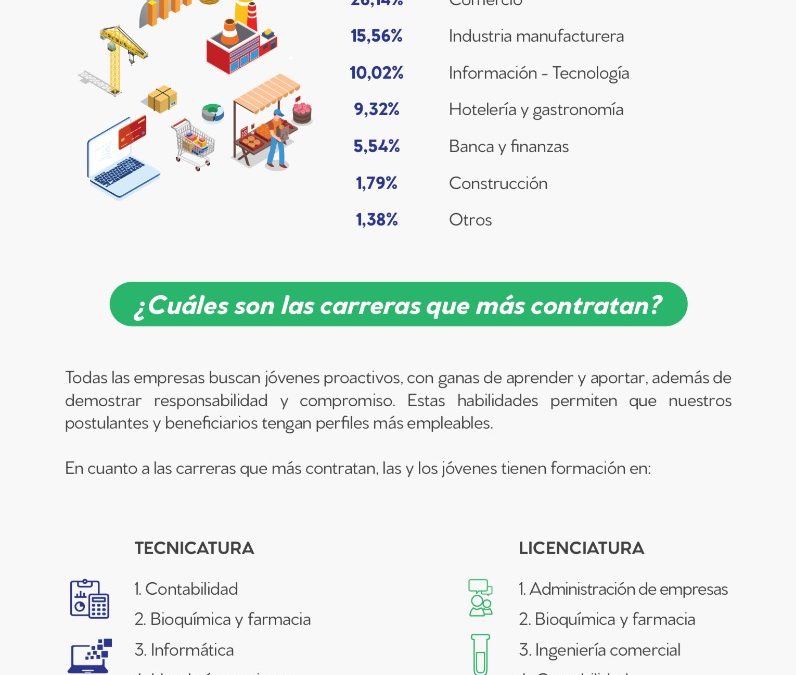 26,14% Comercio
15,56% Industria manufacturera
10,02% Información - Tecnología
9,32% Hotelería y gastronomía
5,54% Banca y finanzas
1,79% Construcción
1,38% Otros
¿Cuáles son las carreras que más contratan?
Todas las empresas buscan jóvenes proactivos, con ganas de aprender y aportar, además de
demostrar responsabilidad y compromiso. Estas habilidades permiten que nuestros
postulantes y beneficiarios tengan perfiles más empleables.
En cuanto a las carreras que más contratan, las y los jóvenes tienen formación en:
TECNICATURA
1. Contabilidad
2. Bioquímica y farmacia
3. Informática
LICENCIATURA
1. Administración de empresas
2. Bioquímica y farmacia
3. Ingeniería comercial